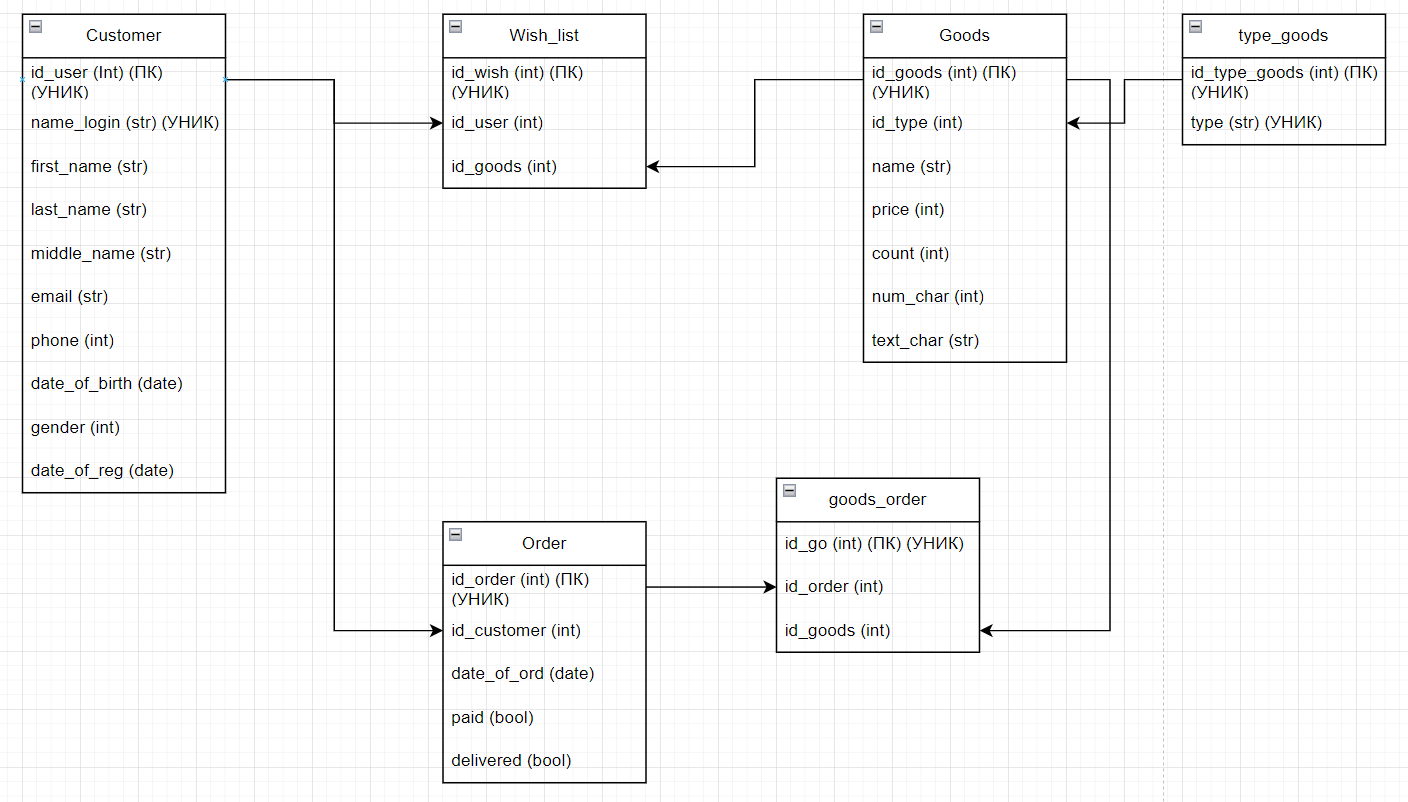 Customer
id_user (Int) (ПК)
(УНИК)
name_login (str) (УНИК)
first_name (str)
last_name (str)
middle_name (str)
email (str)
phone (int)
date_of_birth (date)
gender (int)
date_of_reg (date)
Wish_list
id_wish (int) (ПК)
(УНИК)
id_user (int)
id_goods (int)
Goods
id_goods (int) (ПК)
(УНИК)
id_type (int)
name (str)
price (int)
count (int)
num_char (int)
text_char (str)
type_goods
id_type_goods (int) (ПК)
(УНИК)
type (str) (УНИК)
Order
id_order (int) (ПК)
(УНИК)
id_customer (int)
date_of_ord (date)
paid (bool)
delivered (bool)
goods_order
id_go (int) (ПК) (УНИК)
id_order (int)
id_goods (int)